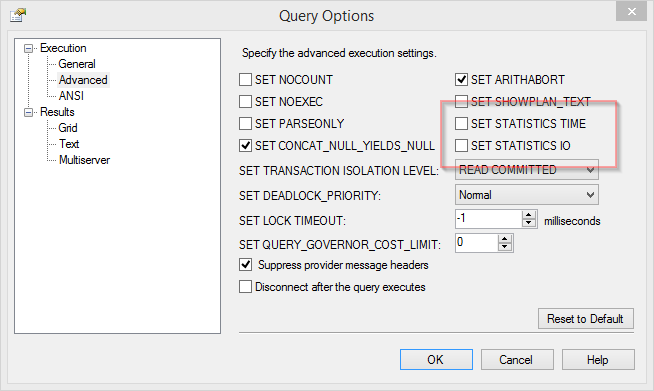 Query Options
Execution
General
Advanced
ANSI
Results
Grid
Text
Multiserver
Specify the advanced execution settings.
SET NOCOUNT SET ARITHABORT
SET NOEXEC SET SHOWPLAN_TEXT
SET PARSEONLY SET STATISTICS TIME
SET CONCAT_NULL_YIELDS_NULL SET STATISTICS IO
SET TRANSACTION ISOLATION LEVEL: READ COMMITTED
SET DEADLOCK_PRIORITY: Normal
SET LOCK TIMEOUT: -1 milliseconds
SET QUERY_GOVERNOR_COST_LIMIT: 0
Suppress provider message headers
Disconnect after the query executes
Reset to Default
OK Cancel Help